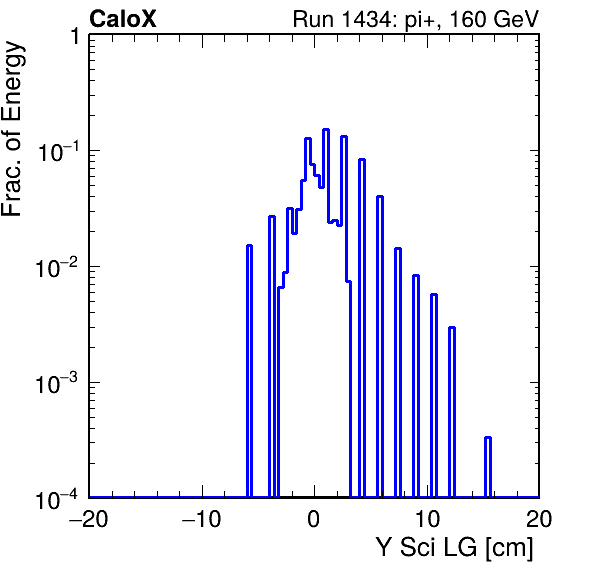 CaloX Run 1434: pi+, 160 GeV
Frac. of Energy
1
10⁻¹
10⁻²
10⁻³
10⁻⁴
−20 −10 0 10 20
Y Sci LG [cm]